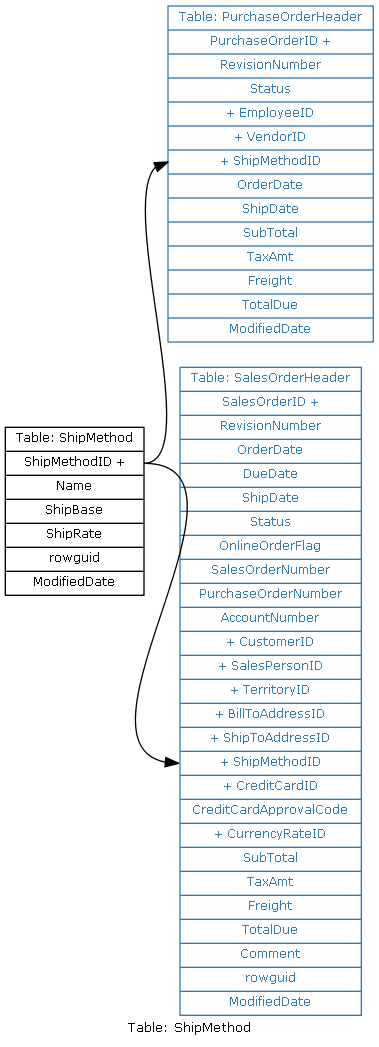 Table: PurchaseOrderHeader
PurchaseOrderID +
RevisionNumber
Status
+ EmployeeID
+ VendorID
+ ShipMethodID
OrderDate
ShipDate
SubTotal
TaxAmt
Freight
TotalDue
ModifiedDate
Table: ShipMethod
ShipMethodID +
Name
ShipBase
ShipRate
rowguid
ModifiedDate
Table: SalesOrderHeader
SalesOrderID +
RevisionNumber
OrderDate
DueDate
ShipDate
Status
OnlineOrderFlag
SalesOrderNumber
PurchaseOrderNumber
AccountNumber
+ CustomerID
+ SalesPersonID
+ TerritoryID
+ BillToAddressID
+ ShipToAddressID
+ ShipMethodID
+ CreditCardID
CreditCardApprovalCode
+ CurrencyRateID
SubTotal
TaxAmt
Freight
TotalDue
Comment
rowguid
ModifiedDate
Table: ShipMethod